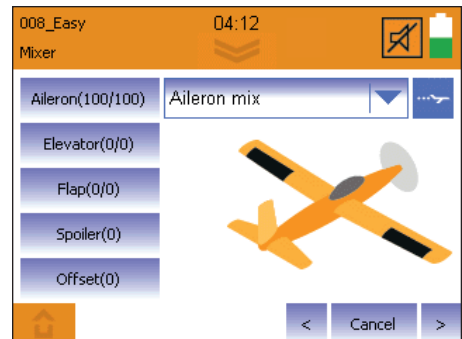 008_Easy
04:12
Mixer
Aileron(100/100)
Aileron mix
Elevator(0/0)
Flap(0/0)
Spoiler(0)
Offset(0)
< Cancel >